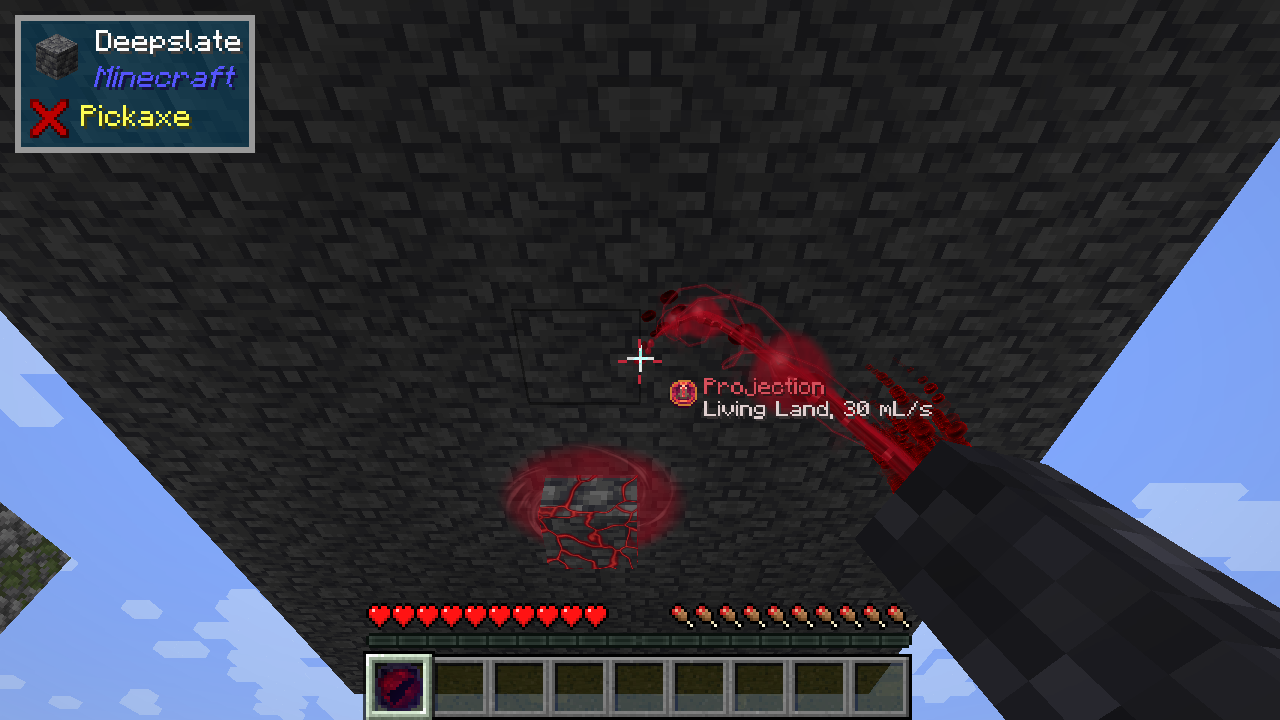 Deepslate
Minecraft
Pickaxe
Projection
Living Land, 30 mL/s